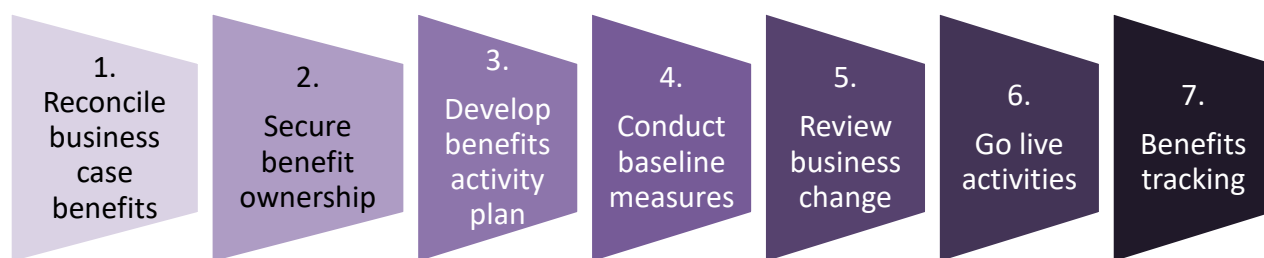 1.
Reconcile
business
case
benefits
2.
Secure
benefit
ownership
3.
Develop
benefits
activity
plan
4.
Conduct
baseline
measures
5.
Review
business
change
6.
Go live
activities
7.
Benefits
tracking